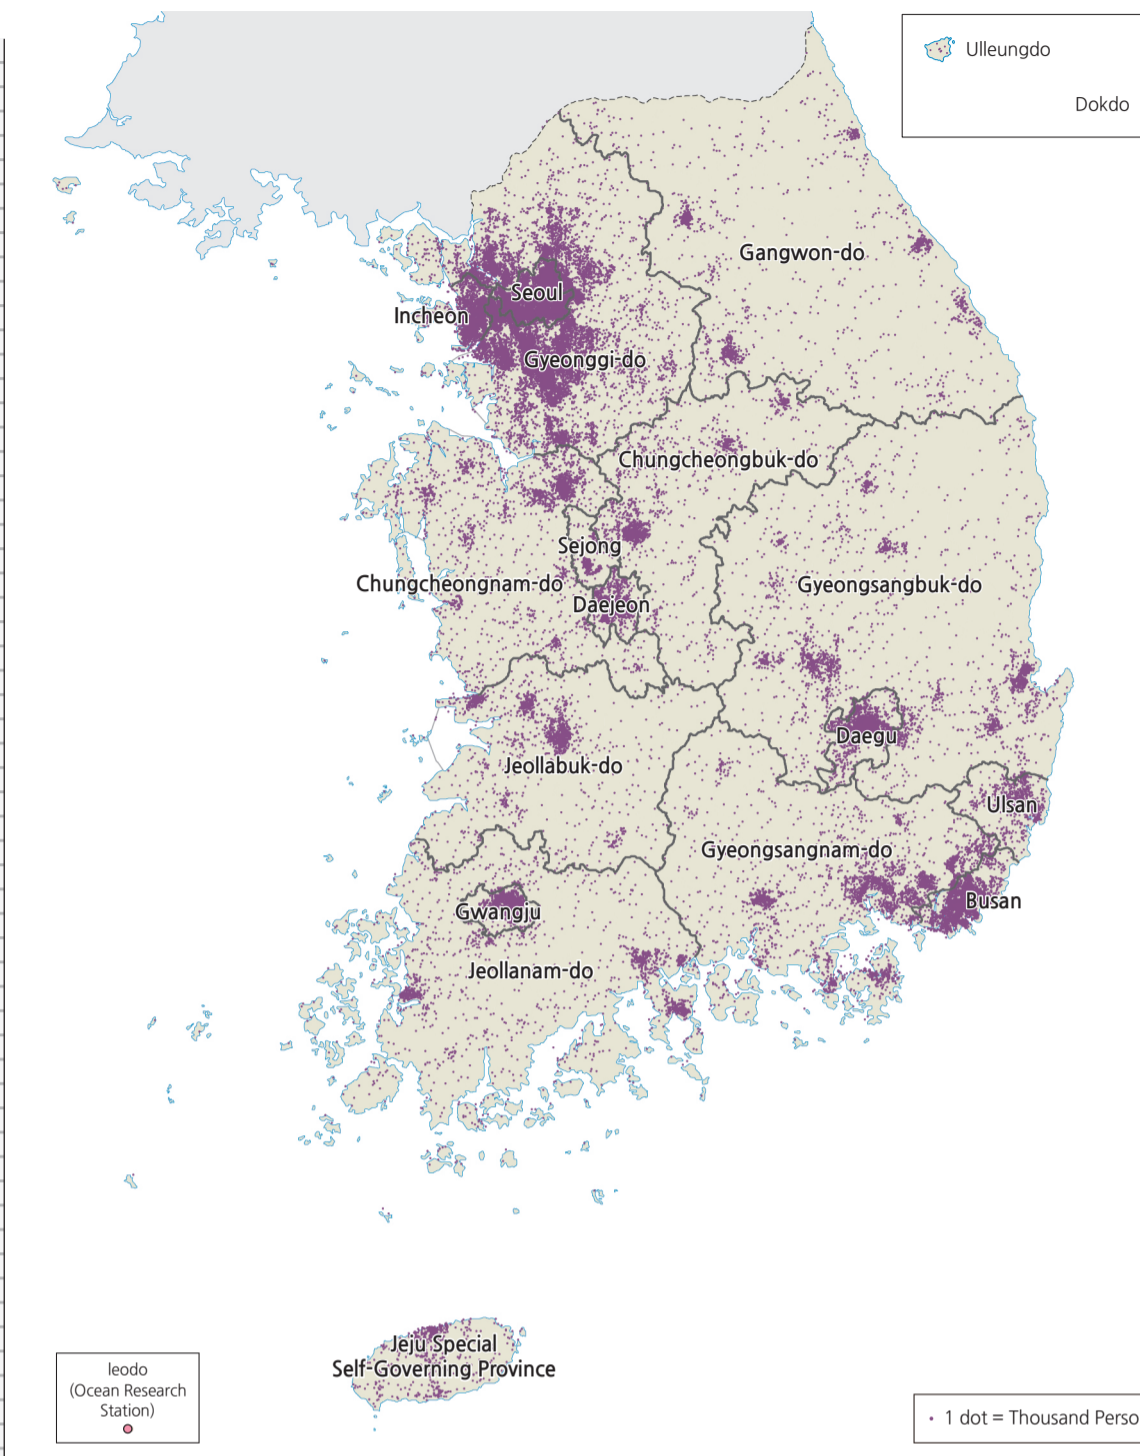 Ulleungdo
Dokdo
Gangwon-do
Seoul
Incheon
Gyeonggi-do
Chungcheongbuk-do
Sejong
Chungcheongnam-do
Gyeongsangbuk-do
Daejeon
Daegu
Jeollabuk-do
Ulsan
Gyeongsangnam-do
Busan
Gwangju
Jeollanam-do
Jeju Special
Self-Governing Province
Ieodo
(Ocean Research
Station)
1 dot = Thousand Perso